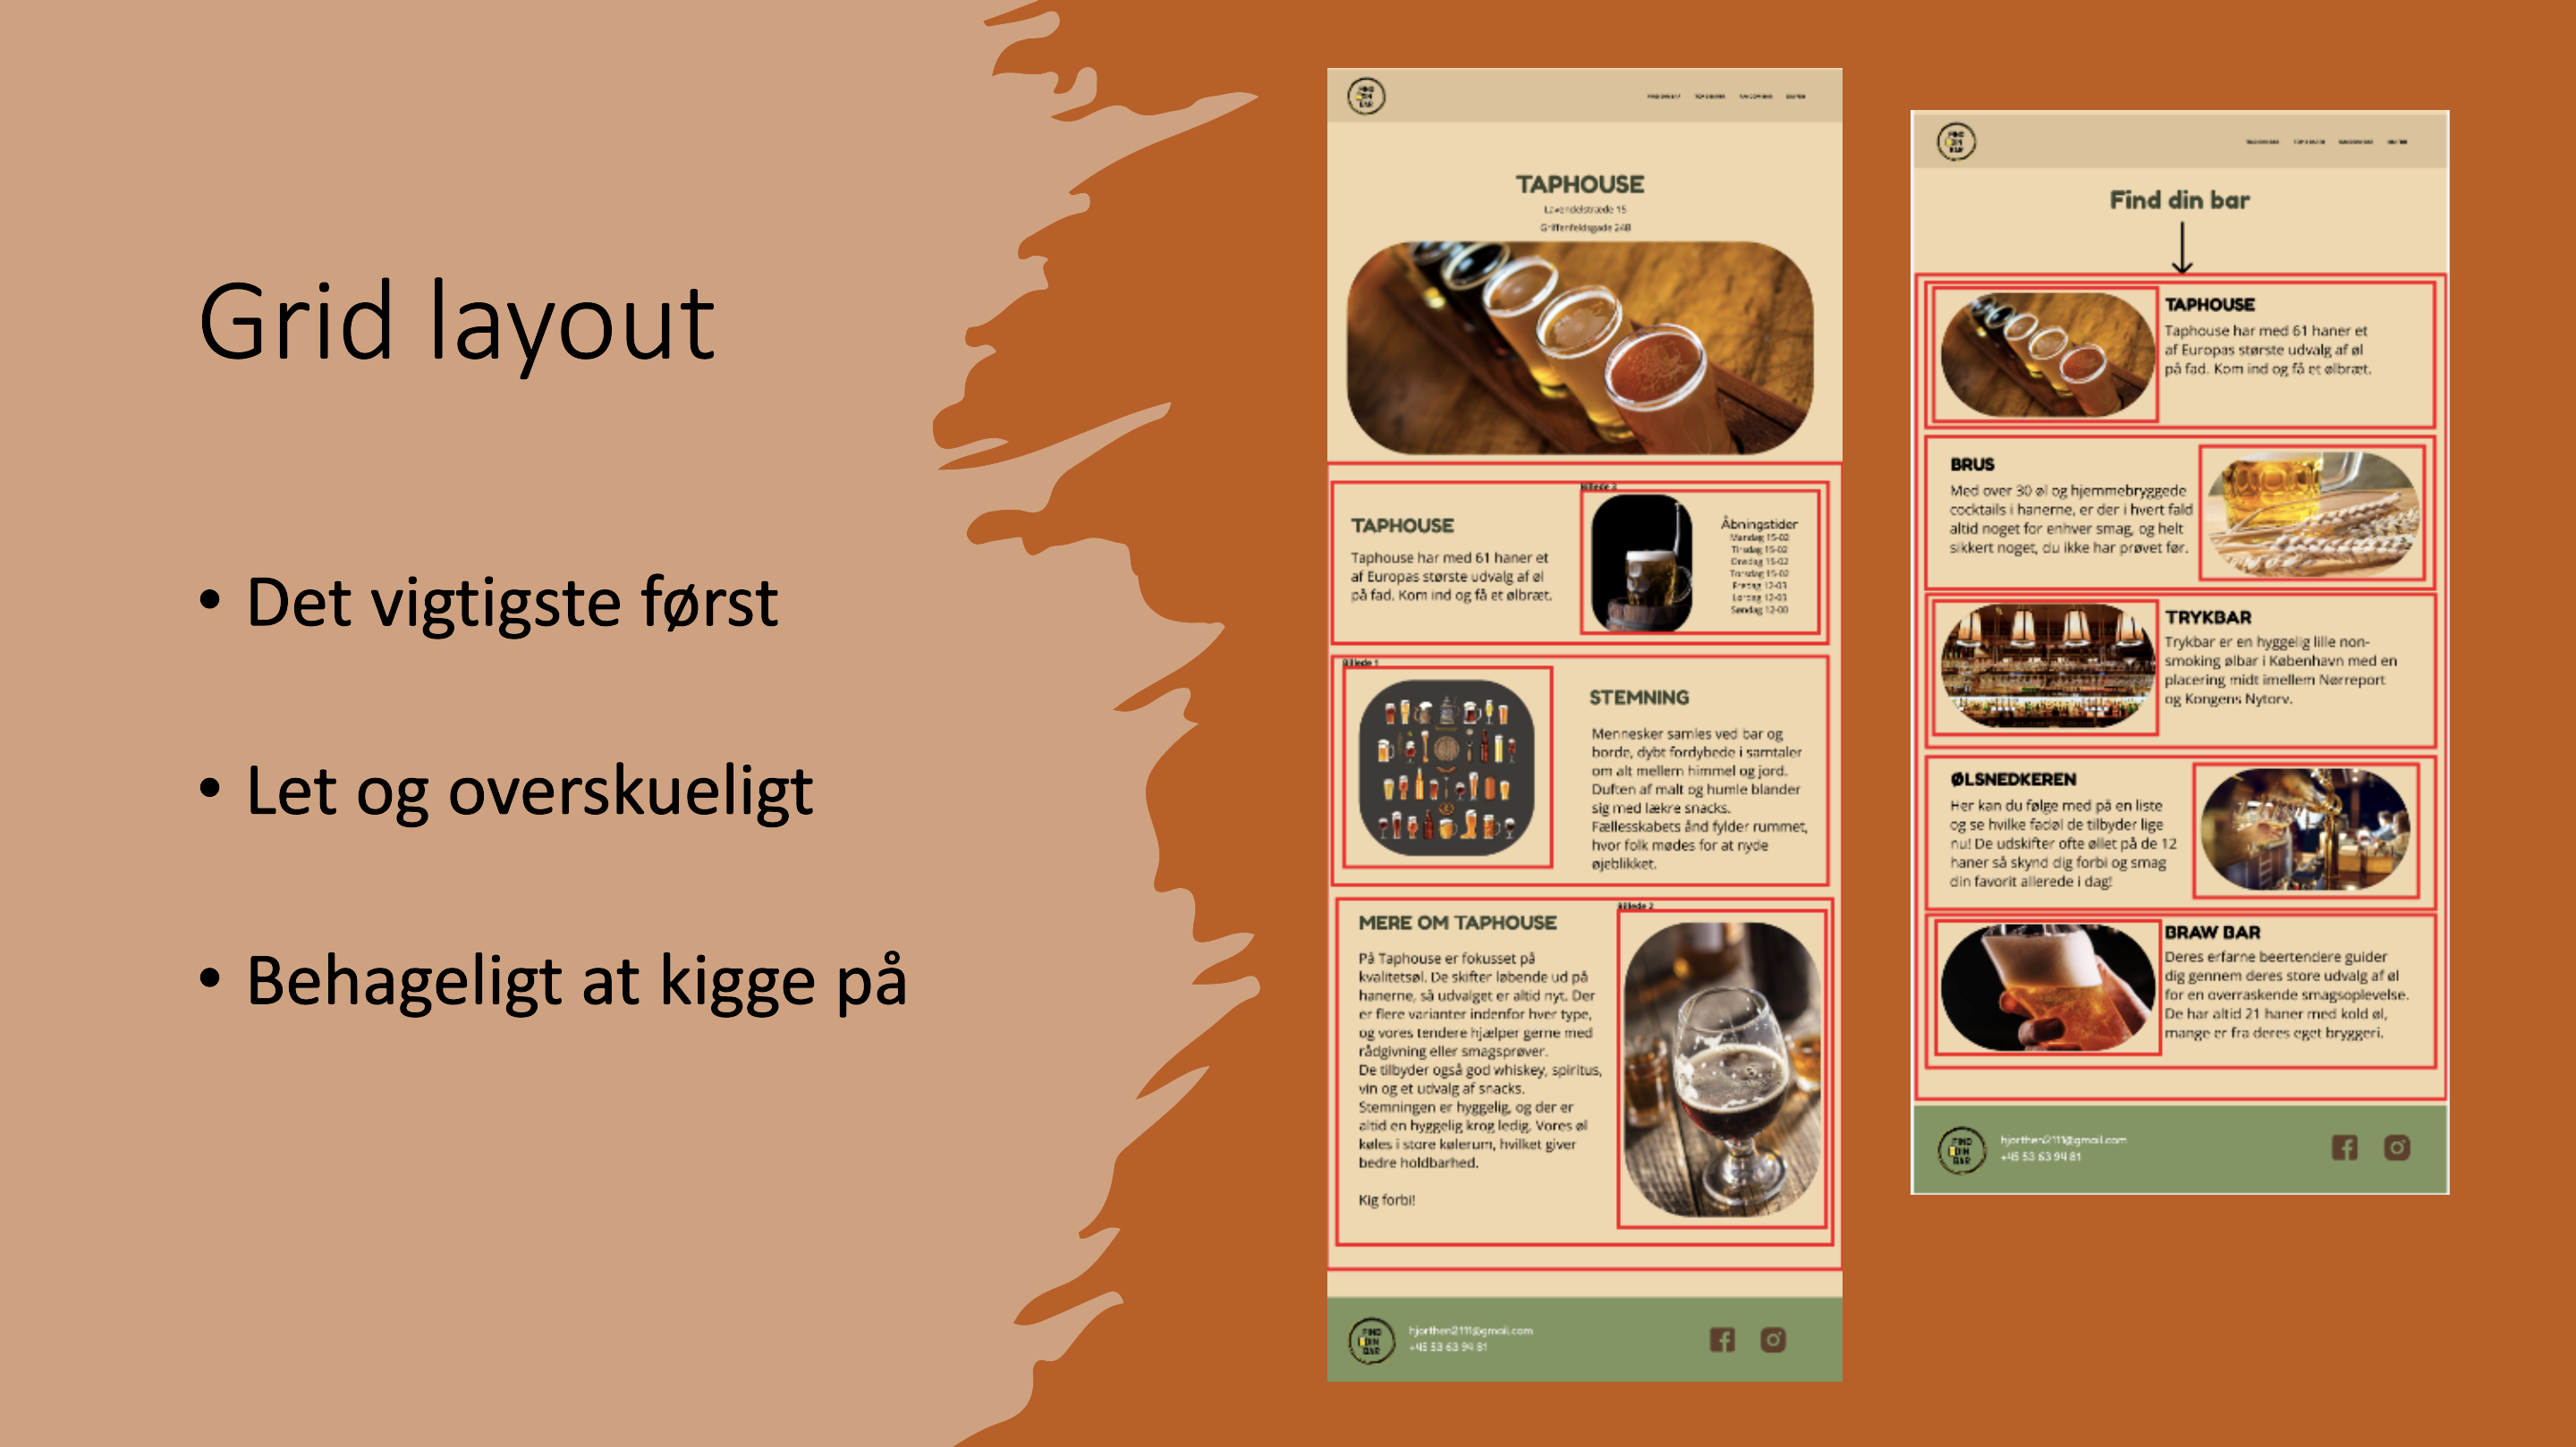 Grid layout
• Det vigtigste først
• Let og overskueligt
• Behageligt at kigge på
FIND
DIN
BAR
TAPHOUSE
Lavendelstræde 15
Griffenfeldsgade 24B
TAPHOUSE
Taphouse har med 61 haner et
af Europas største udvalg af øl
på fad. Kom ind og få et ølbræt.
Billede 3
Åbningstider
Mandag 15-02
Tirsdag 15-02
Onsdag 15-02
Torsdag 15-02
Fredag 12-03
Lørdag 12-03
Søndag 12-00
Billede 1
STEMNING
Mennesker samles ved bar og
borde, dybt fordybede i samtaler
om alt mellem himmel og jord.
Duften af malt og humle blander
sig med lækre snacks.
Fællesskabets ånd fylder rummet,
hvor folk mødes for at nyde
øjeblikket.
MERE OM TAPHOUSE
Billede 2
På Taphouse er fokusset på
kvalitetsøl. De skifter løbende ud på
hanerne, så udvalget er altid nyt. Der
er flere varianter indenfor hver type,
og vores tendere hjælper gerne med
rådgivning eller smagsprøver.
De tilbyder også god whiskey, spiritus,
vin og et udvalg af snacks.
Stemningen er hyggelig, og der er
altid en hyggelig krog ledig. Vores øl
køles i store kølerum, hvilket giver
bedre holdbarhed.
Kig forbi!
FIND
DIN
BAR
hjorthen2111@gmail.com
+45 53 63 94 81
FIND
DIN
BAR
Find din bar
TAPHOUSE
Taphouse har med 61 haner et
af Europas største udvalg af øl
på fad. Kom ind og få et ølbræt.
BRUS
Med over 30 øl og hjemmebryggede
cocktails i hanerne, er der i hvert fald
altid noget for enhver smag, og helt
sikkert noget, du ikke har prøvet før.
TRYKBAR
Trykbar er en hyggelig lille non-
smoking ølbar i København med en
placering midt imellem Nørreport
og Kongens Nytorv.
ØLSNEDKEREN
Her kan du følge med på en liste
og se hvilke fadøl de tilbyder lige
nu! De udskifter ofte øllet på de 12
haner så skynd dig forbi og smag
din favorit allerede i dag!
BRAW BAR
Deres erfarne beertendere guider
dig gennem deres store udvalg af øl
for en overraskende smagsoplevelse.
De har altid 21 haner med kold øl,
mange er fra deres eget bryggeri.
FIND
DIN
BAR
hjorthen2111@gmail.com
+45 53 63 94 81